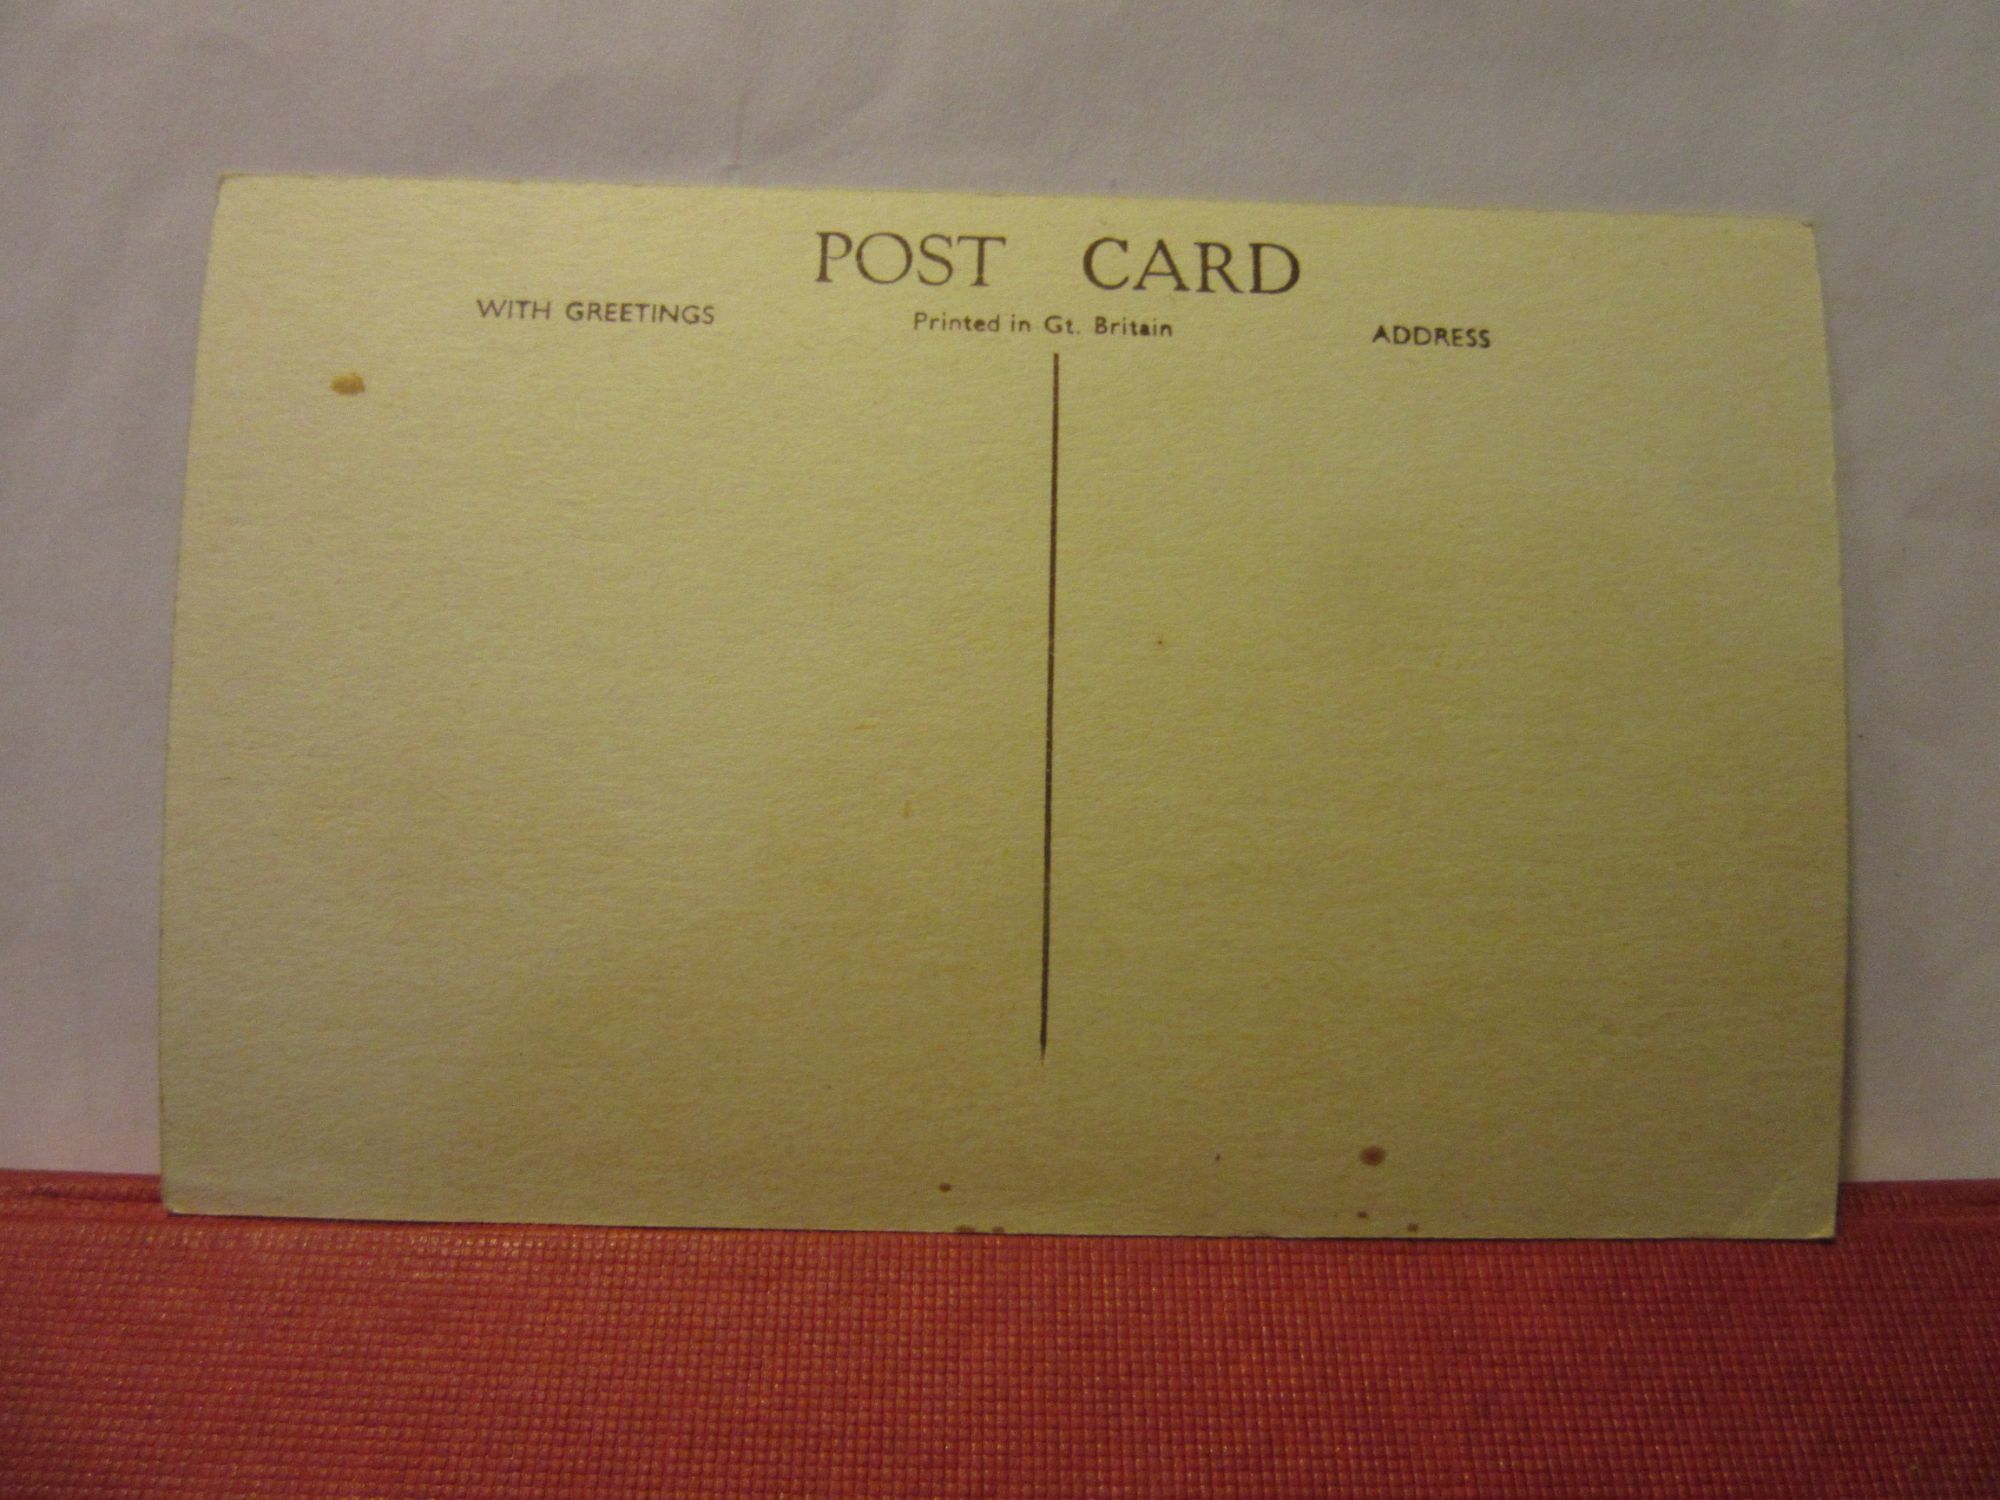 POST CARD
WITH GREETINGS
Printed in Gt. Britain
ADDRESS